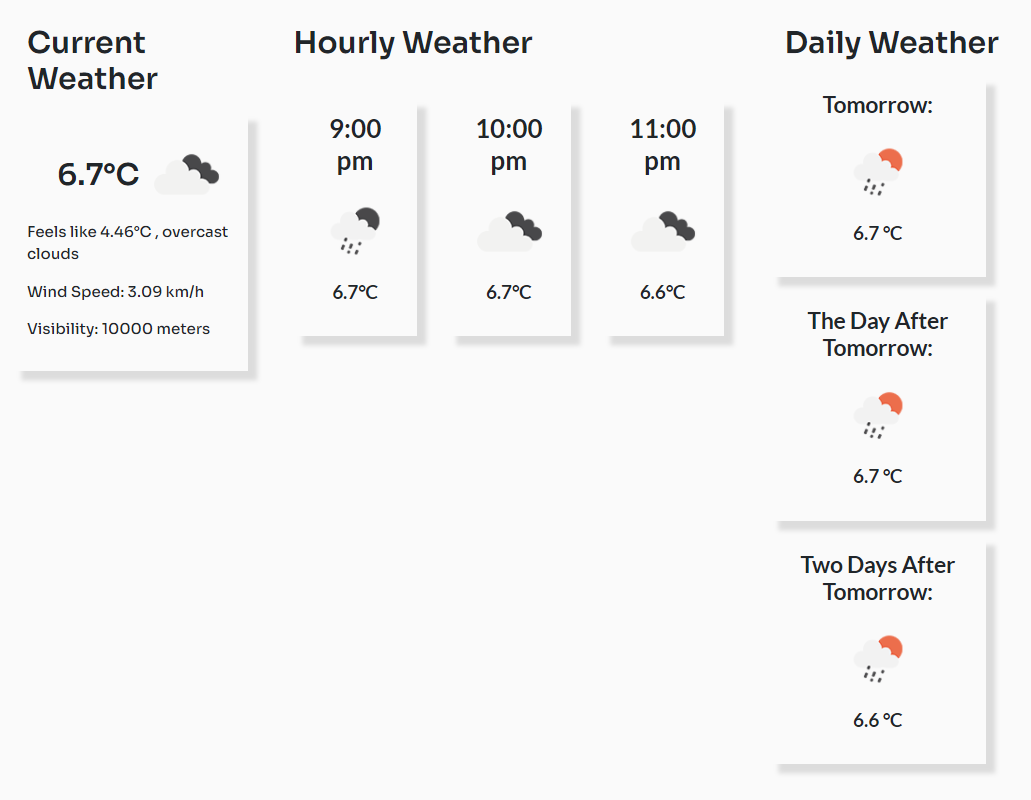 Current
Weather
6.7°C
Feels like 4.46°C , overcast
clouds
Wind Speed: 3.09 km/h
Visibility: 10000 meters
Hourly Weather
9:00
pm
6.7°C
10:00
pm
6.7°C
11:00
pm
6.6°C
Daily Weather
Tomorrow:
6.7 °C
The Day After
Tomorrow:
6.7 °C
Two Days After
Tomorrow:
6.6 °C